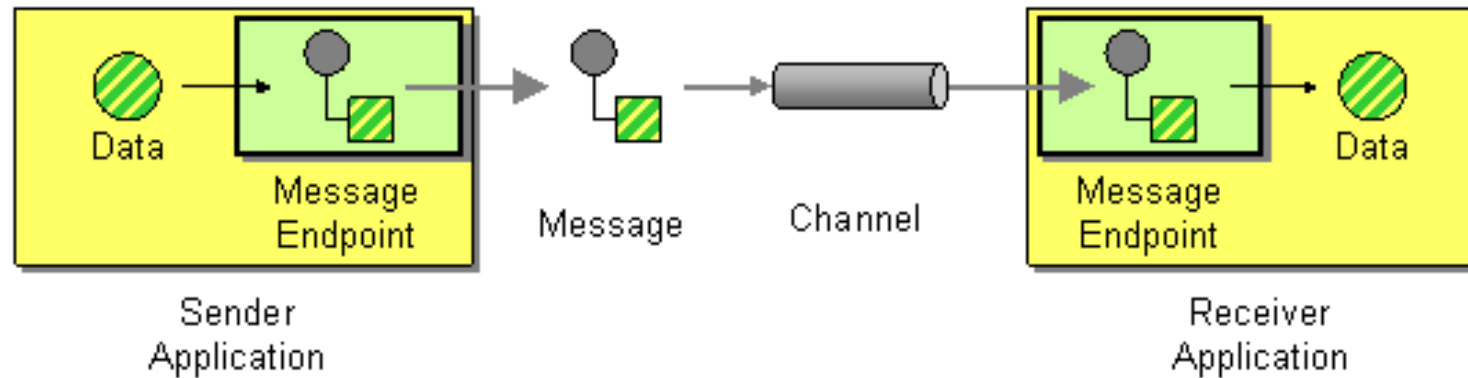 Data
Message
Endpoint
Sender
Application
Message
Channel
Message
Endpoint
Data
Receiver
Application